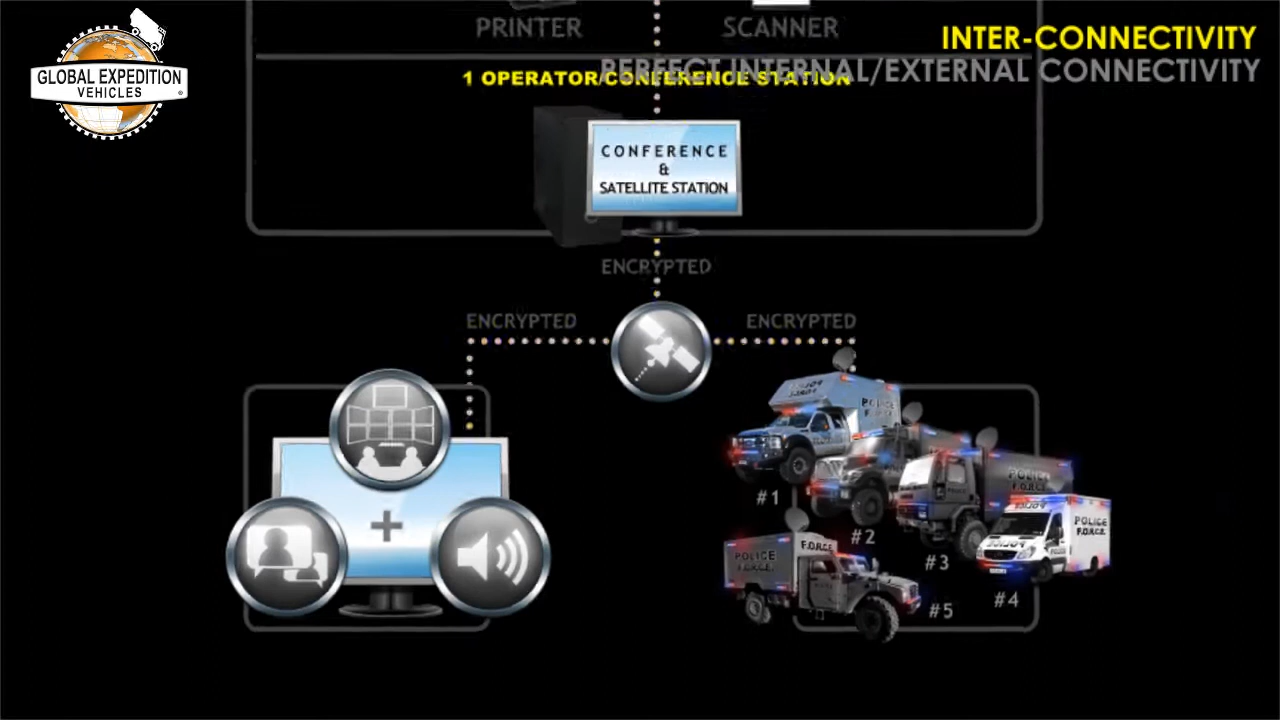 PRINTER
SCANNER
INTER-CONNECTIVITY
PERFECT INTERNAL/EXTERNAL CONNECTIVITY
GLOBAL EXPEDITION
VEHICLES
1 OPERATOR/CONFERENCE STATION
CONFERENCE
&
SATELLITE STATION
ENCRYPTED
ENCRYPTED
ENCRYPTED
POLICE
F.O.R.C.E.
#1
#2
POLICE
F.O.R.C.E.
#3
POLICE
F.O.R.C.E.
#4
POLICE
F.O.R.C.E.
F.O.R.C.E.
#5